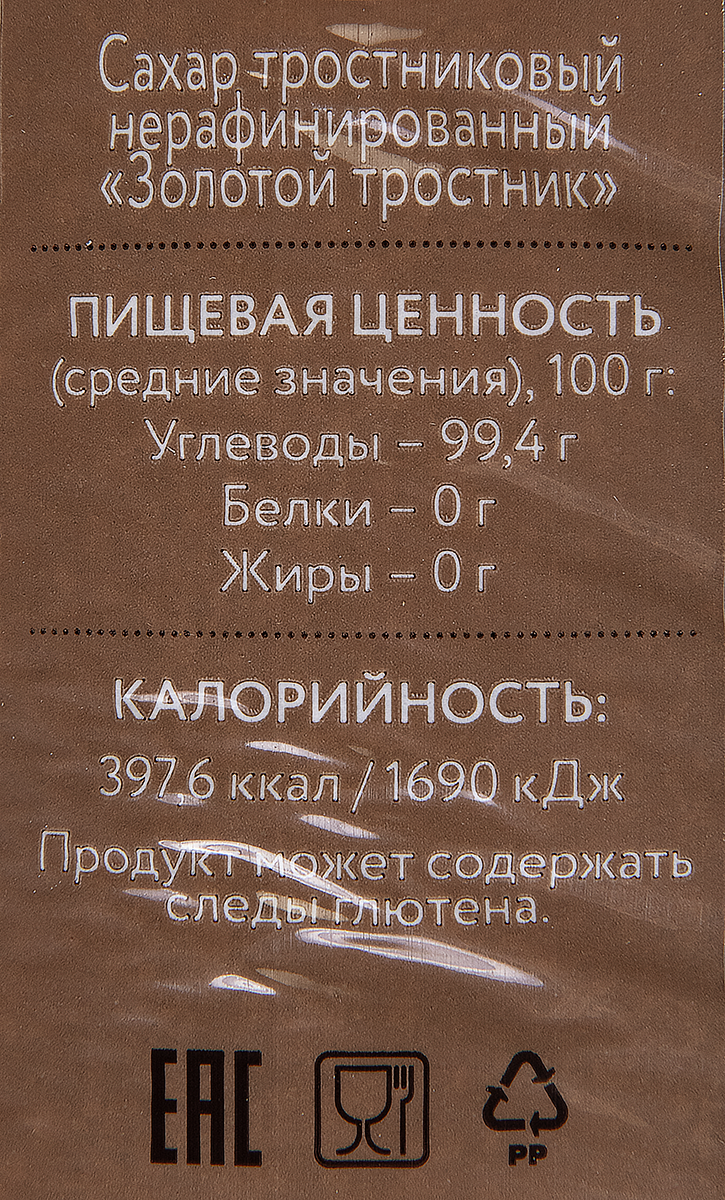 Сахар тростниковый
нерафинированный
«Золотой тростник»
ПИЩЕВАЯ ЦЕННОСТЬ
(средние значения), 100 г:
Углеводы – 99,4 г
Белки – 0 г
Жиры – 0 г
КАЛОРИЙНОСТЬ:
397,6 ккал / 1690 кДж
Продукт может содержать
следы глютена.
EAC
PP